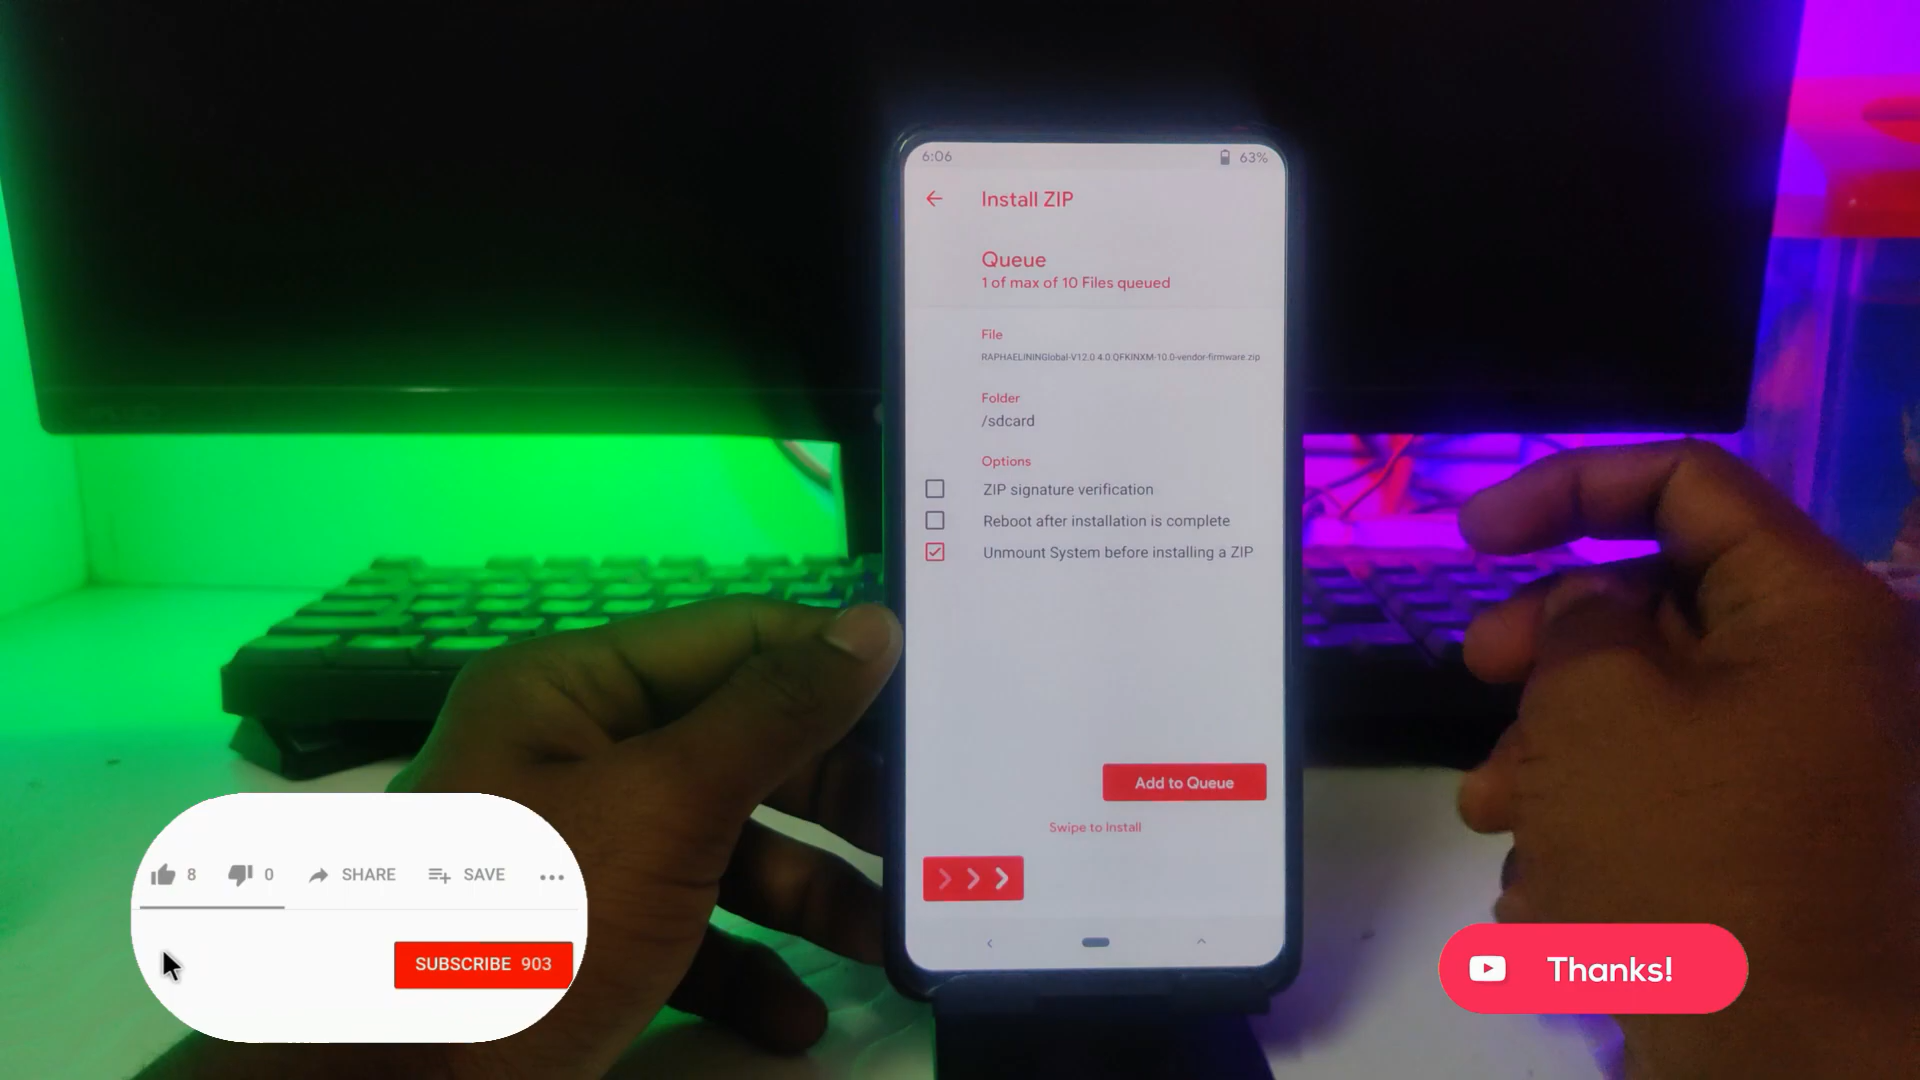 6:06
63%
Install ZIP
Queue
1 of max of 10 Files queued
File
RAPHAELININGlobal-V12.0 4.0.QFKINXM-10.0-vendor-firmware.zip
Folder
/sdcard
Options
ZIP signature verification
Reboot after installation is complete
Unmount System before installing a ZIP
Add to Queue
Swipe to Install
8
0
SHARE
SAVE
SUBSCRIBE 903
Thanks!